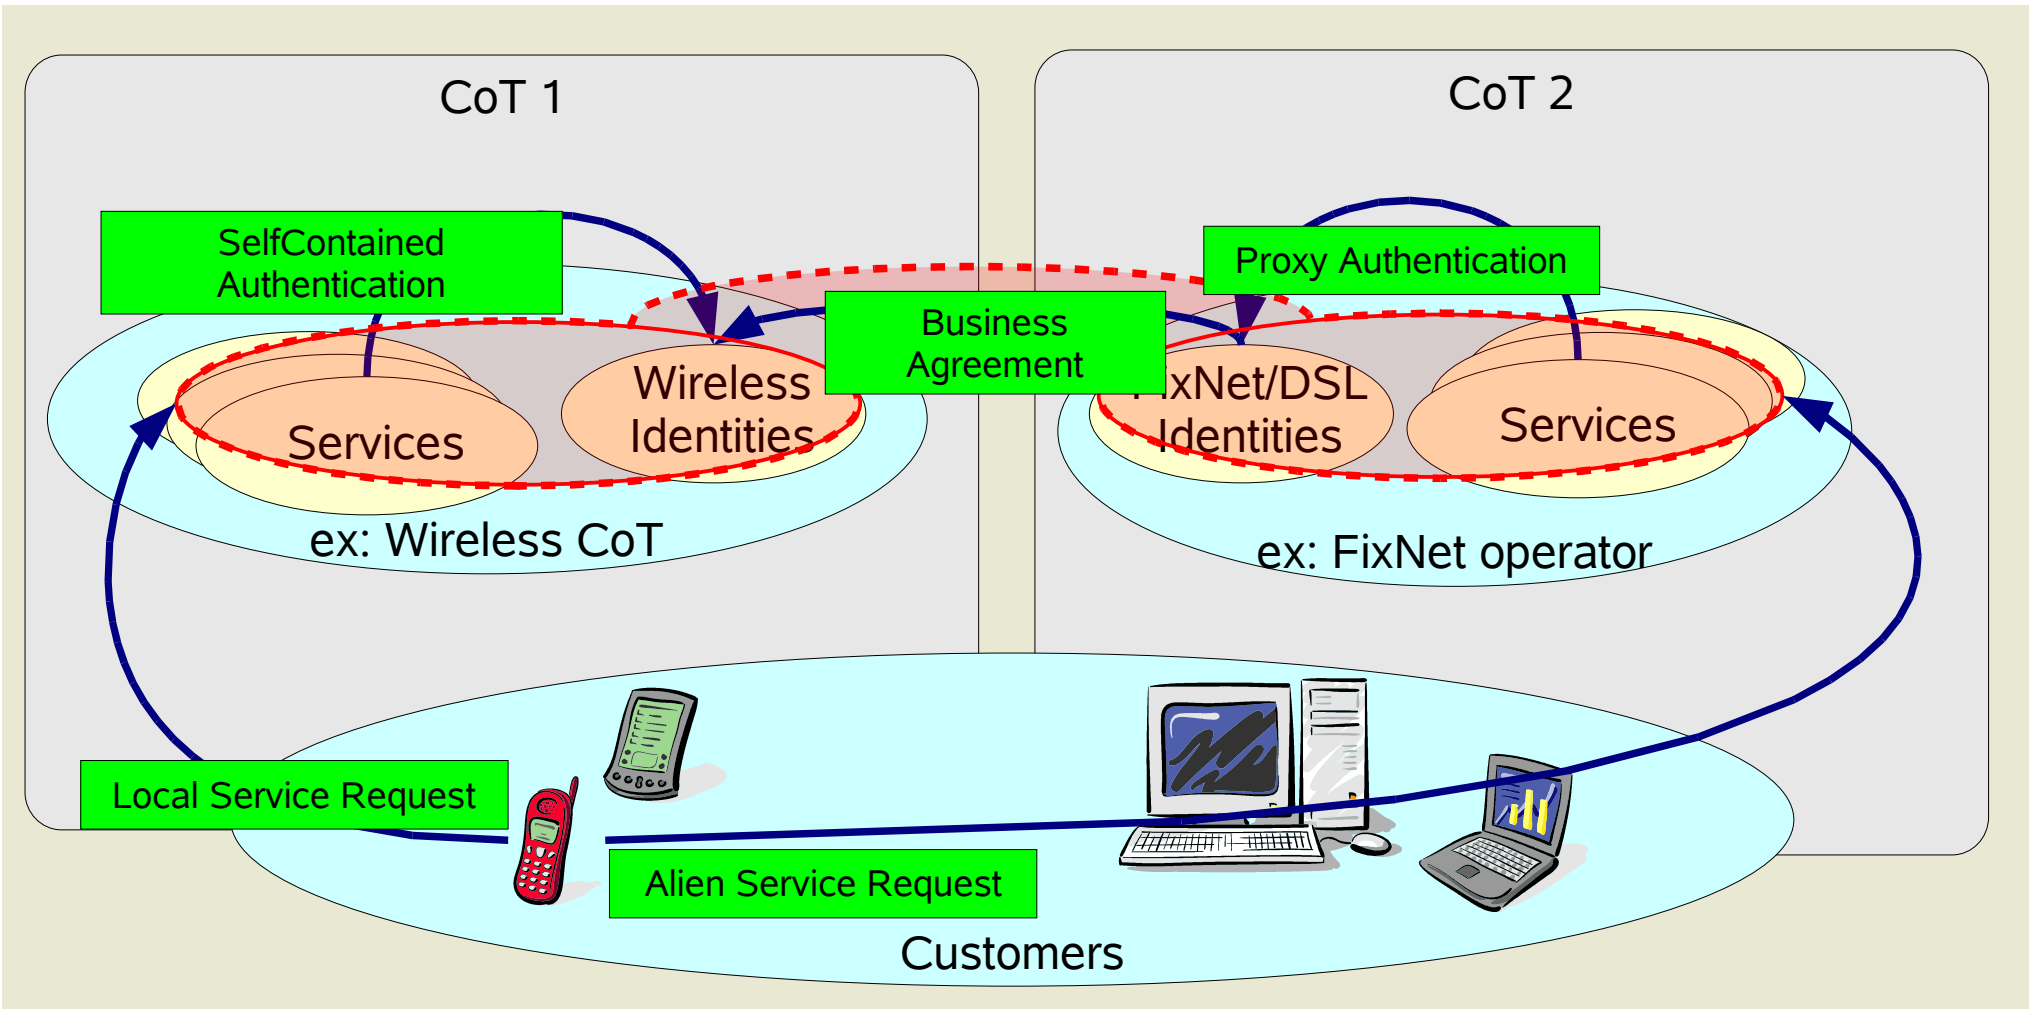 CoT 1
CoT 2
SelfContained
Authentication
Proxy Authentication
Business
Agreement
Wireless
Identities
Services
FixNet/DSL
Identities
Services
ex: Wireless CoT
ex: FixNet operator
Local Service Request
Alien Service Request
Customers